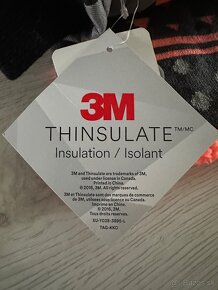 3M
THINSULATE™/MC
Insulation / Isolant
3M and Thinsulate are trademarks of 3M,
used under license in Canada.
Printed in China.
© 2015, 3M.
All rights reserved.
3M et Thinsulate sont des marques de commerce
de 3M, utilisées sous licence au Canada.
Imprimé en Chine.
© 2015, 3M.
Tous droits réservés.
TAG-KKO